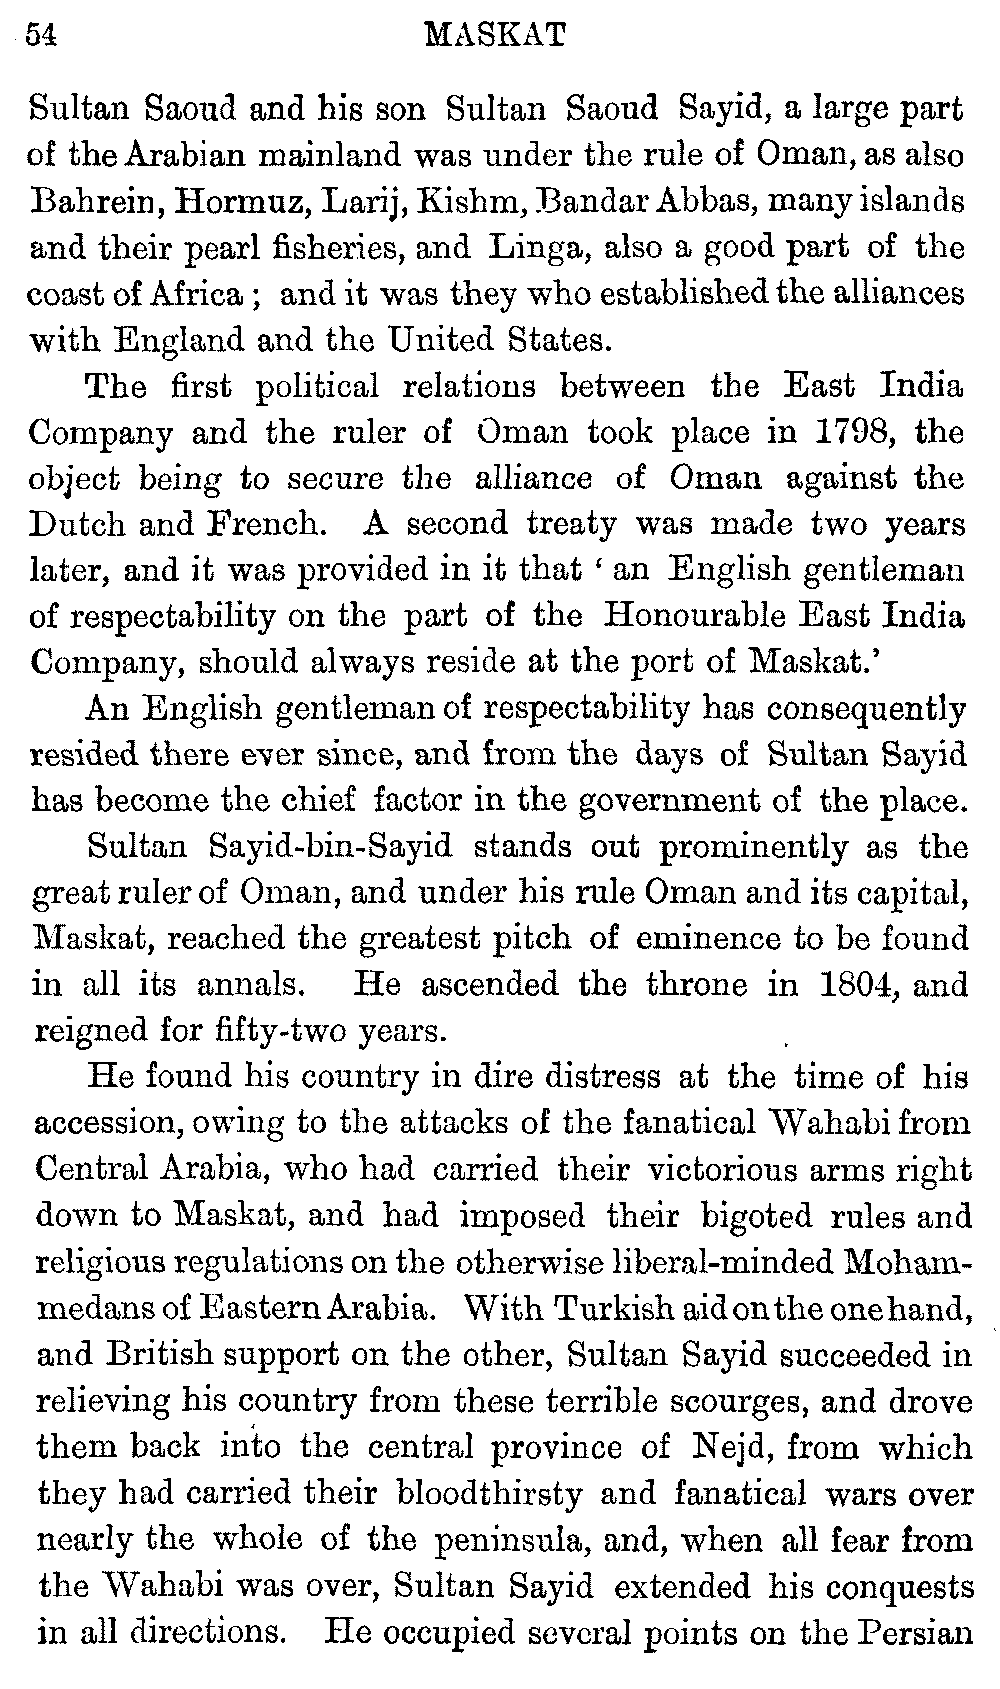 54 MASKAT
Sultan Saoud and his son Sultan Saoud Sayid, a large part
of the Arabian mainland was under the rule of Oman, as also
Bahrein, Hormuz, Larij, Kishm, Bandar Abbas, many islands
and their pearl fisheries, and Linga, also a good part of the
coast of Africa ; and it was they who established the alliances
with England and the United States.
The first political relations between the East India
Company and the ruler of Oman took place in 1798, the
object being to secure the alliance of Oman against the
Dutch and French. A second treaty was made two years
later, and it was provided in it that ‘ an English gentleman
of respectability on the part of the Honourable East India
Company, should always reside at the port of Maskat.’
An English gentleman of respectability has consequently
resided there ever since, and from the days of Sultan Sayid
has become the chief factor in the government of the place.
Sultan Sayid-bin-Sayid stands out prominently as the
great ruler of Oman, and under his rule Oman and its capital,
Maskat, reached the greatest pitch of eminence to be found
in all its annals. He ascended the throne in 1804, and
reigned for fifty-two years.
He found his country in dire distress at the time of his
accession, owing to the attacks of the fanatical Wahabi from
Central Arabia, who had carried their victorious arms right
down to Maskat, and had imposed their bigoted rules and
religious regulations on the otherwise liberal-minded Moham-
medans of Eastern Arabia. With Turkish aid on the one hand,
and British support on the other, Sultan Sayid succeeded in
relieving his country from these terrible scourges, and drove
them back into the central province of Nejd, from which
they had carried their bloodthirsty and fanatical wars over
nearly the whole of the peninsula, and, when all fear from
the Wahabi was over, Sultan Sayid extended his conquests
in all directions. He occupied several points on the Persian